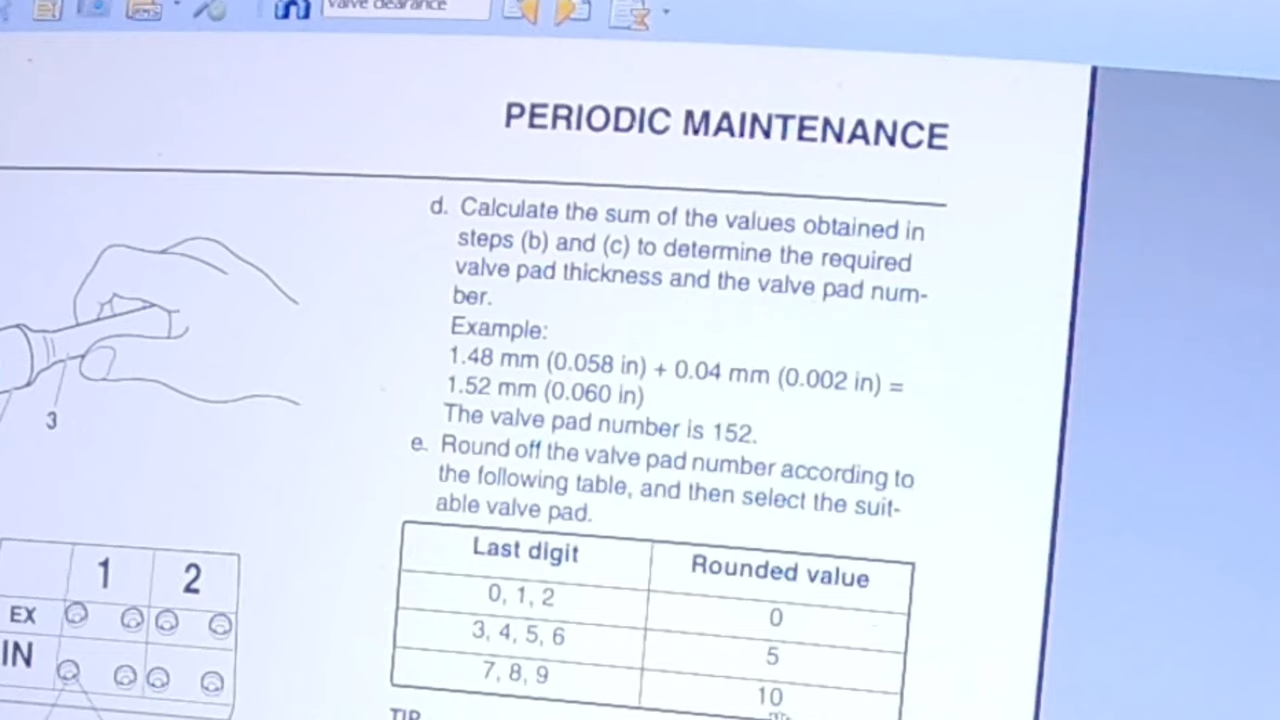 valve clearance
PERIODIC MAINTENANCE
d. Calculate the sum of the values obtained in
steps (b) and (c) to determine the required
valve pad thickness and the valve pad num-
ber.
Example:
1.48 mm (0.058 in) + 0.04 mm (0.002 in) =
1.52 mm (0.060 in)
The valve pad number is 152.
e. Round off the valve pad number according to
the following table, and then select the suit-
able valve pad.
Last digit Rounded value
0, 1, 2 0
3, 4, 5, 6 5
7, 8, 9 10
TIP
3
1 2
EX
IN